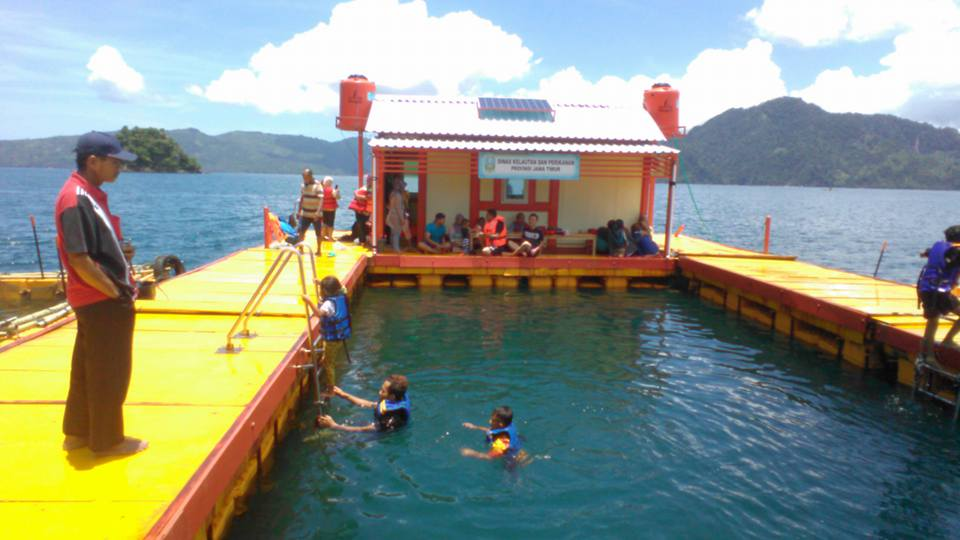 DINAS KELAUTAN DAN PERIKANAN
PROVINSI JAWA TIMUR